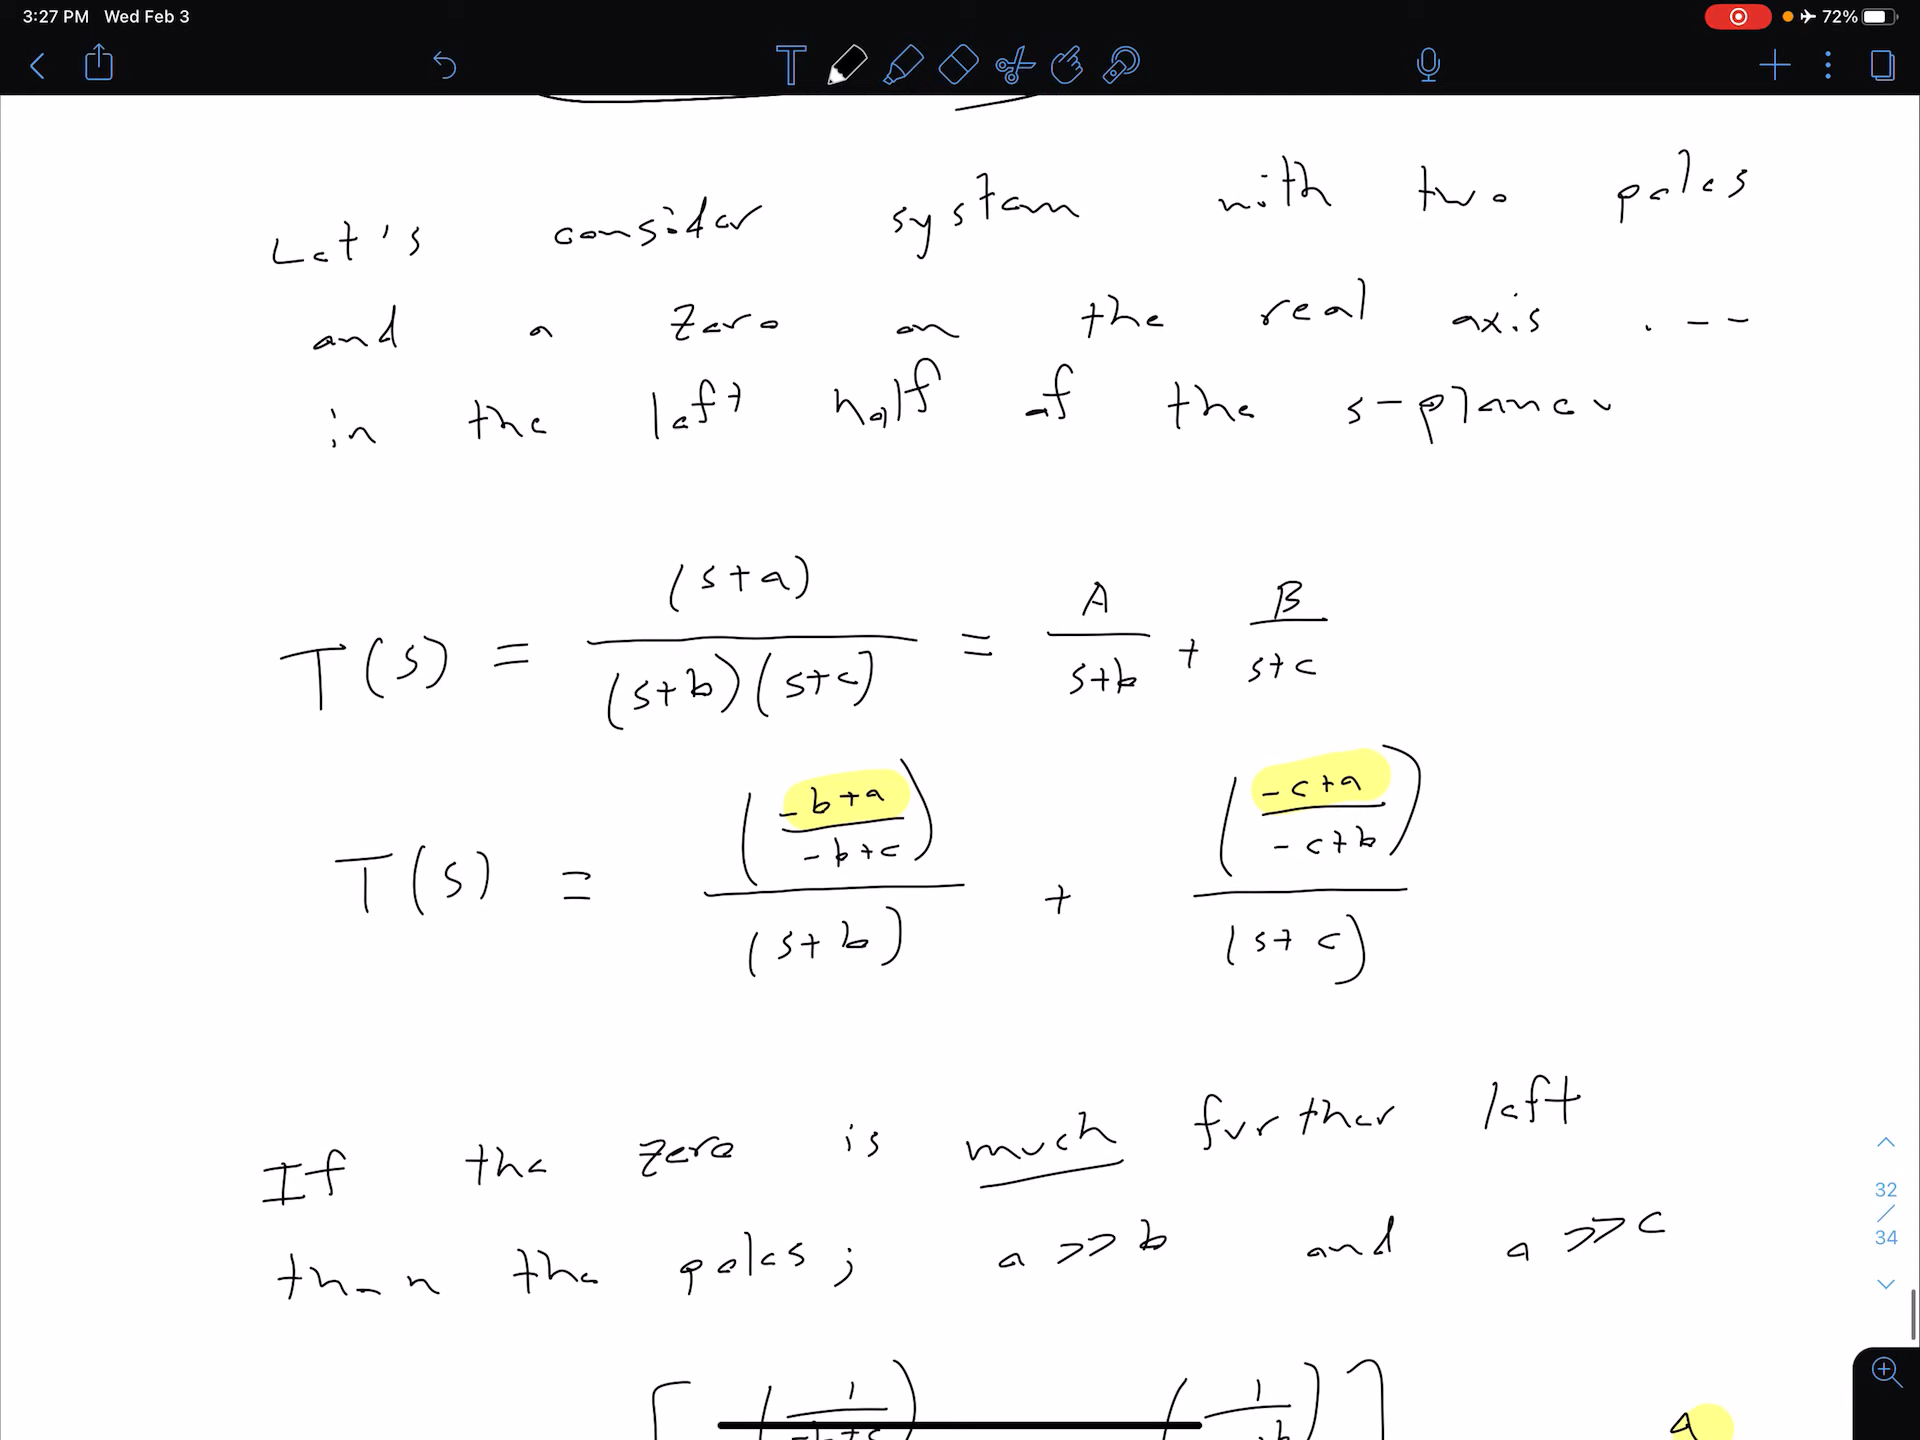 3:27 PM Wed Feb 3
72%
Let's consider system with two poles
and a zero on the real axis . - -
in the left half of the s-plane.
T(s) = (s+a) / (s+b)(s+c) = A / s+b + B / s+c
T(s) = (-b+a / -b+c) / (s+b) + (-c+a / -c+b) / (s+c)
If the zero is much further left
than the poles; a >> b and a >> c
32
/
34
[ (1 / -b+c) (1 ) ] a